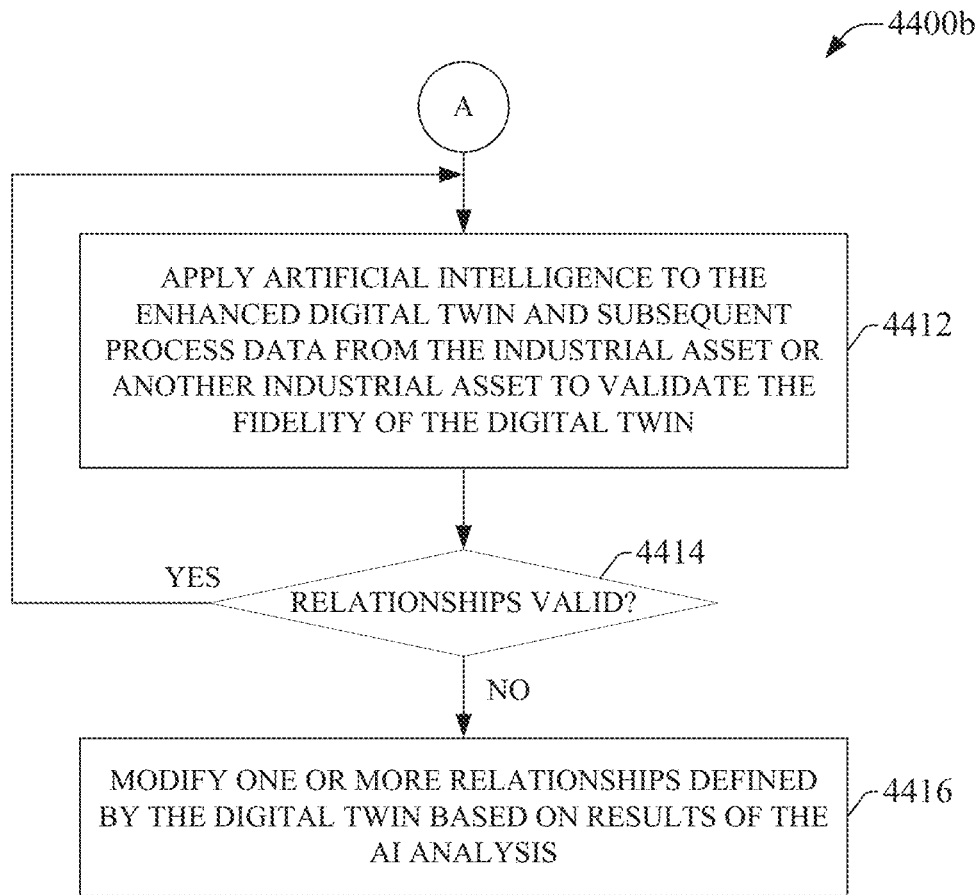 4400b
A
APPLY ARTIFICIAL INTELLIGENCE TO THE
ENHANCED DIGITAL TWIN AND SUBSEQUENT
PROCESS DATA FROM THE INDUSTRIAL ASSET OR
ANOTHER INDUSTRIAL ASSET TO VALIDATE THE
FIDELITY OF THE DIGITAL TWIN
4412
4414
YES
RELATIONSHIPS VALID?
NO
MODIFY ONE OR MORE RELATIONSHIPS DEFINED
BY THE DIGITAL TWIN BASED ON RESULTS OF THE
AI ANALYSIS
4416